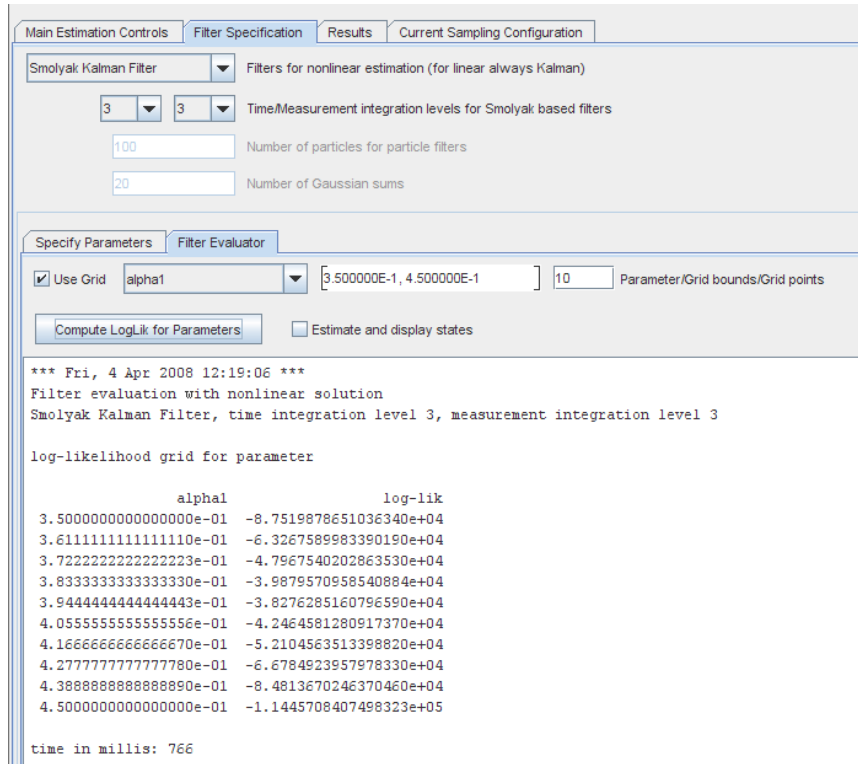 Main Estimation Controls Filter Specification Results Current Sampling Configuration
Smolyak Kalman Filter Filters for nonlinear estimation (for linear always Kalman)
3 3 Time/Measurement integration levels for Smolyak based filters
100 Number of particles for particle filters
20 Number of Gaussian sums
Specify Parameters Filter Evaluator
Use Grid alpha1 [3.500000E-1, 4.500000E-1 ] 10 Parameter/Grid bounds/Grid points
Compute LogLik for Parameters Estimate and display states
*** Fri, 4 Apr 2008 12:19:06 ***
Filter evaluation with nonlinear solution
Smolyak Kalman Filter, time integration level 3, measurement integration level 3
log-likelihood grid for parameter
alpha1 log-lik
3.5000000000000000e-01 -8.7519878651036340e+04
3.6111111111111110e-01 -6.3267589983390190e+04
3.7222222222222223e-01 -4.7967540202863530e+04
3.8333333333333330e-01 -3.9879570958540884e+04
3.9444444444444443e-01 -3.8276285160796590e+04
4.0555555555555556e-01 -4.2464581280917370e+04
4.1666666666666670e-01 -5.2104563513398820e+04
4.2777777777777780e-01 -6.6784923957978330e+04
4.3888888888888890e-01 -8.4813670246370460e+04
4.5000000000000000e-01 -1.1445708407498323e+05
time in millis: 766